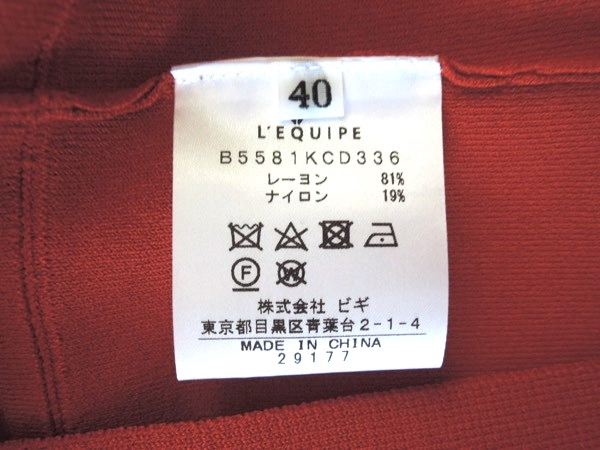 40
L'EQUIPE
B5581KCD336
レーヨン 81%
ナイロン 19%
F W
株式会社 ビギ
東京都目黒区青葉台2-1-4
MADE IN CHINA
29177